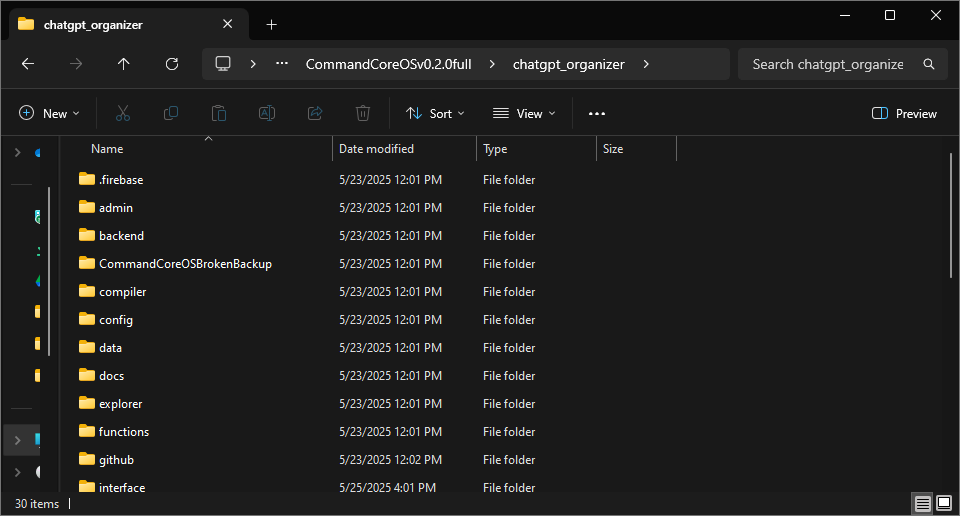 chatgpt_organizer
CommandCoreOSv0.2.0full chatgpt_organizer Search chatgpt_organize
New Sort View Preview
Name Date modified Type Size
.firebase 5/23/2025 12:01 PM File folder
admin 5/23/2025 12:01 PM File folder
backend 5/23/2025 12:01 PM File folder
CommandCoreOSBrokenBackup 5/23/2025 12:01 PM File folder
compiler 5/23/2025 12:01 PM File folder
config 5/23/2025 12:01 PM File folder
data 5/23/2025 12:01 PM File folder
docs 5/23/2025 12:01 PM File folder
explorer 5/23/2025 12:01 PM File folder
functions 5/23/2025 12:01 PM File folder
github 5/23/2025 12:02 PM File folder
interface 5/25/2025 4:01 PM File folder
30 items